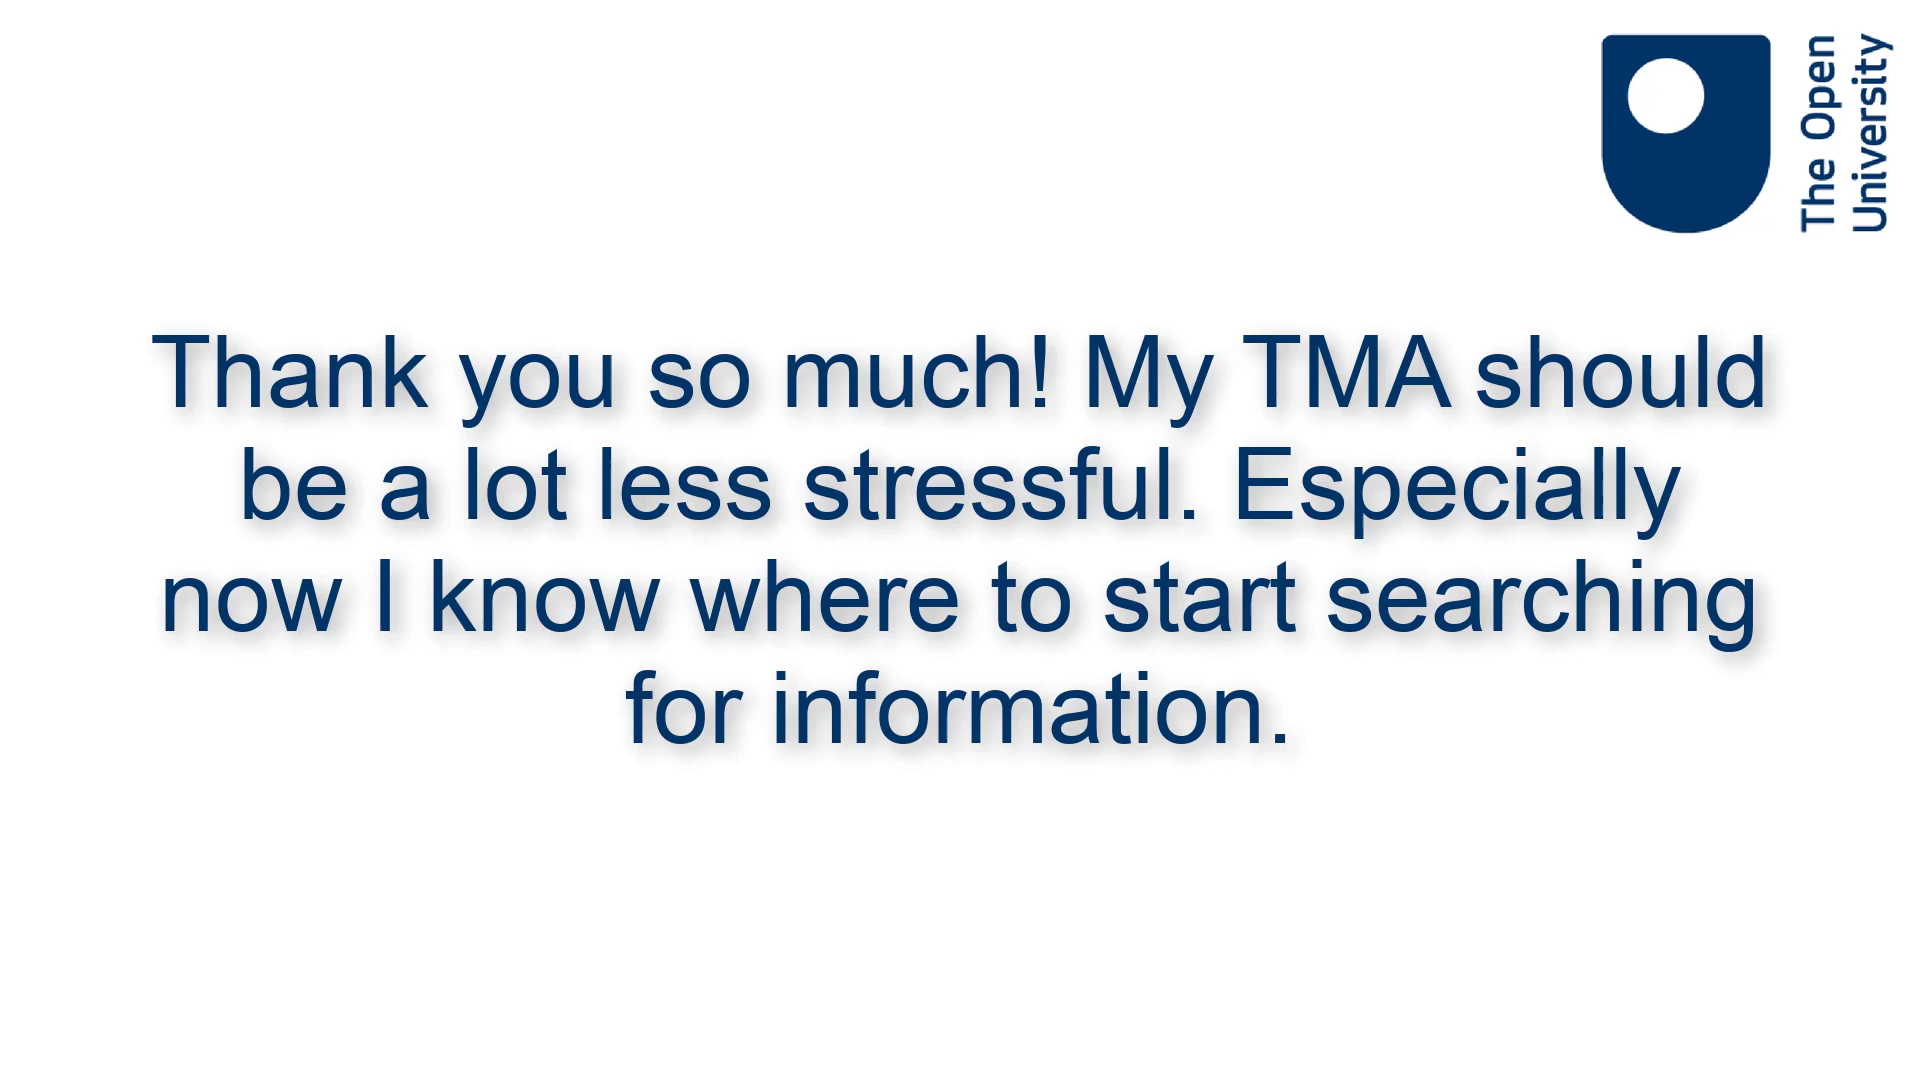 The Open
University
Thank you so much! My TMA should
be a lot less stressful. Especially
now I know where to start searching
for information.